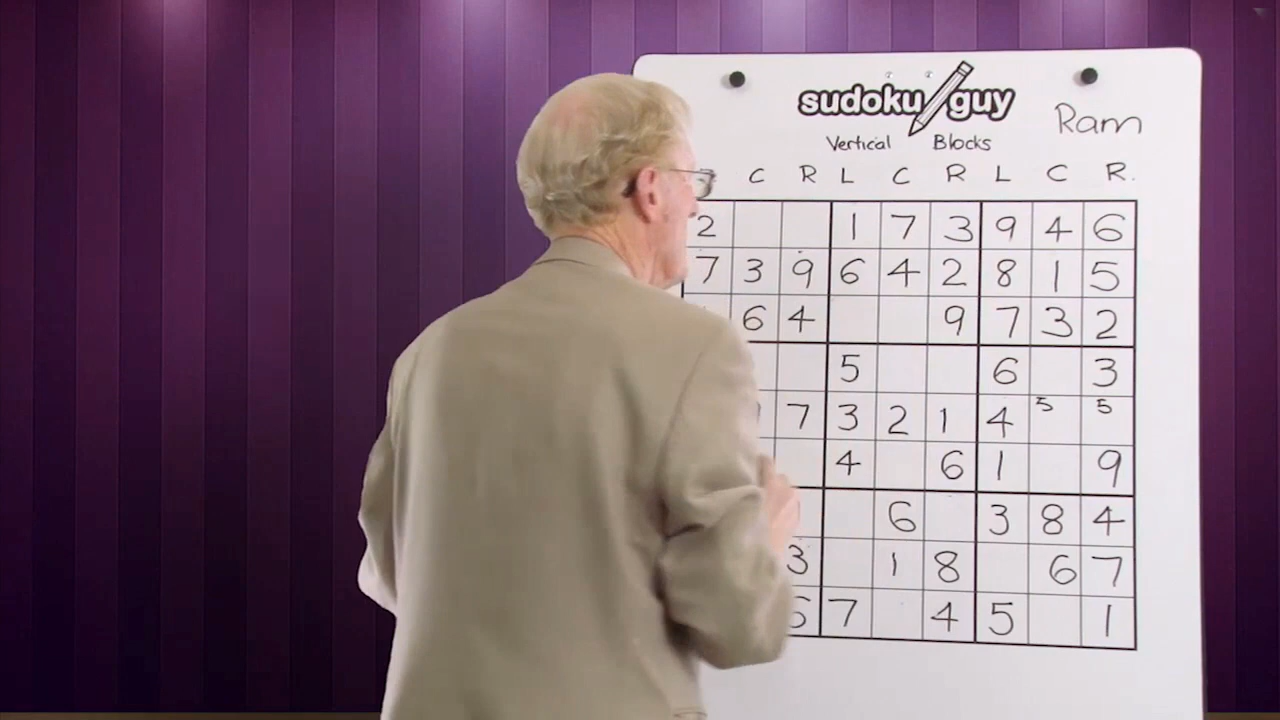 sudoku guy
Ram
Verticial Blocks
C R L C R L C R.
2 1 7 3 9 4 6
7 3 9 6 4 2 8 1 5
6 4 9 7 3 2
5 6 3
7 3 2 1 4 5 5
4 6 1 9
6 3 8 4
3 1 8 6 7
6 7 4 5 1